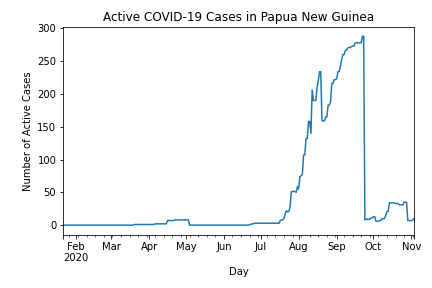 Active COVID-19 Cases in Papua New Guinea
Number of Active Cases
300
250
200
150
100
50
0
Feb Mar Apr May Jun Jul Aug Sep Oct Nov
2020
Day